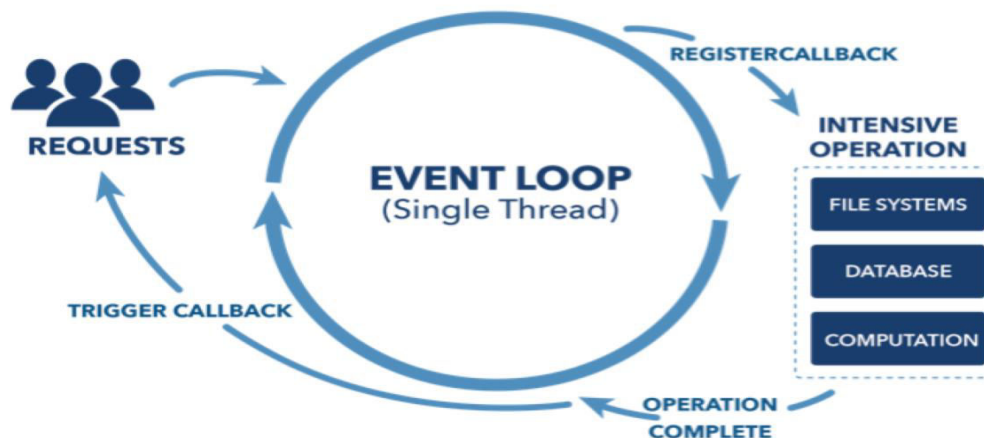 REQUESTS
REGISTERCALLBACK
INTENSIVE
OPERATION
EVENT LOOP
(Single Thread)
FILE SYSTEMS
DATABASE
COMPUTATION
TRIGGER CALLBACK
OPERATION
COMPLETE